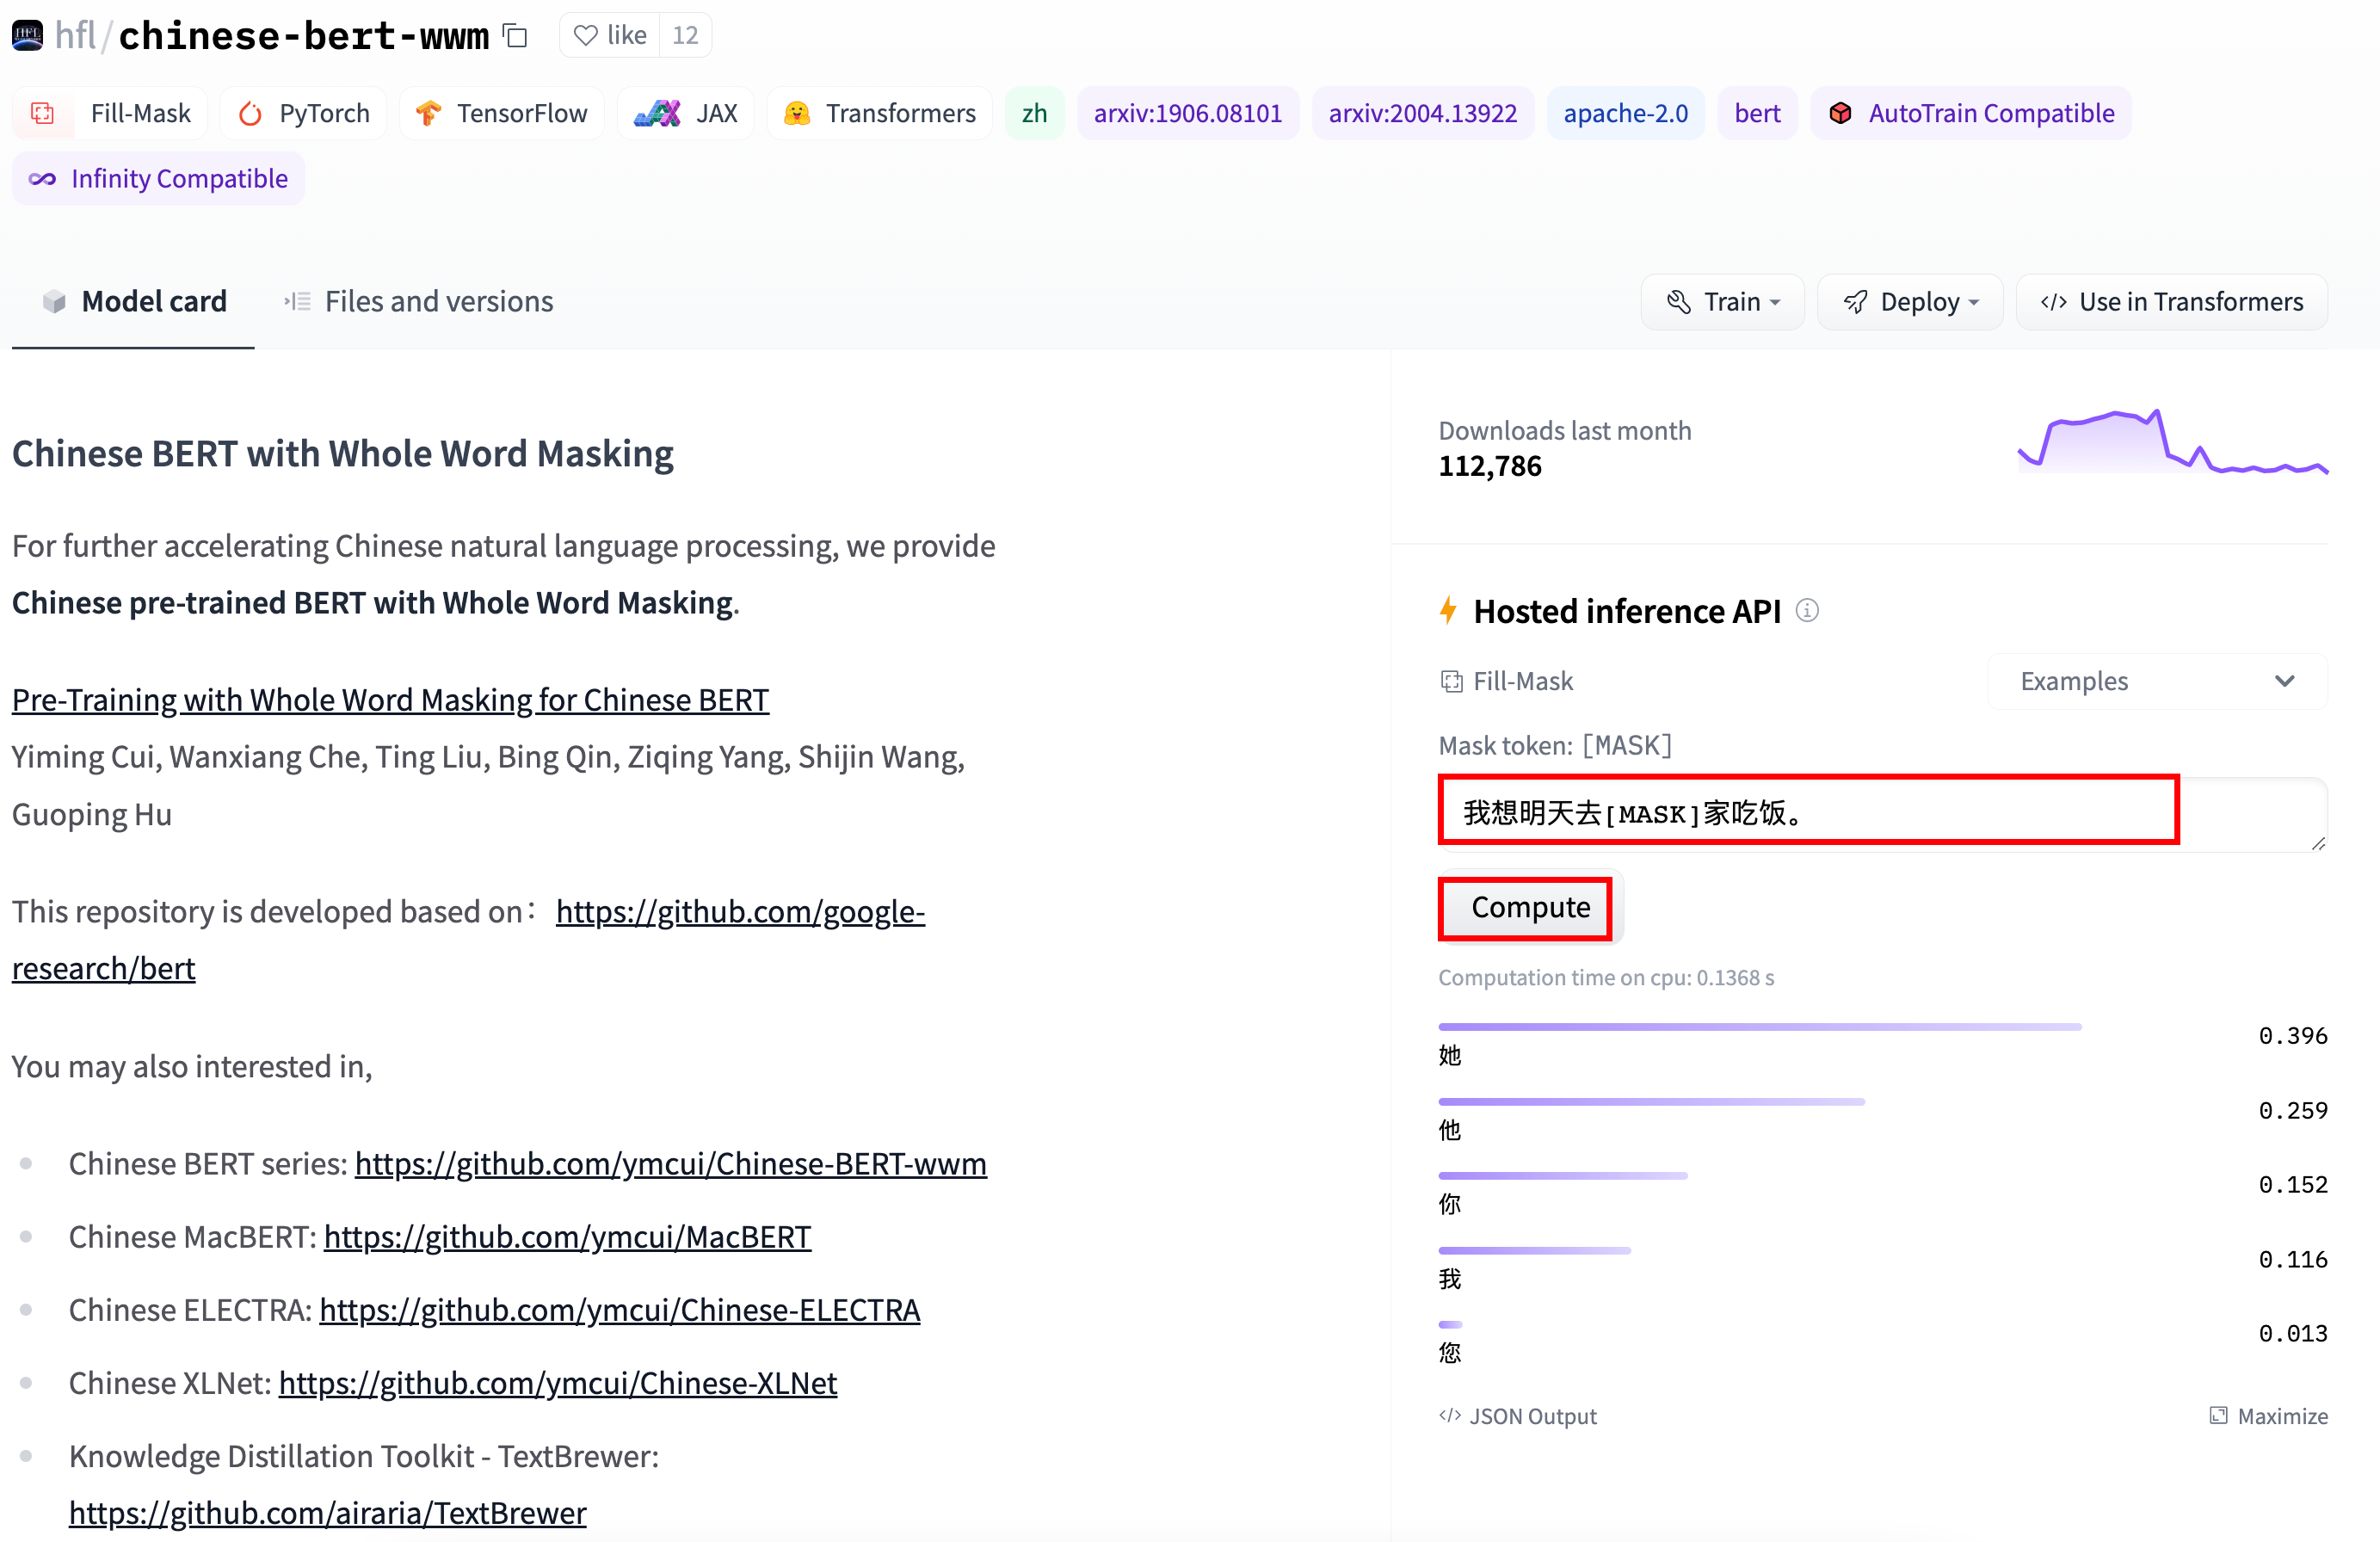 hfl/chinese-bert-wwm like 12
Fill-Mask PyTorch TensorFlow JAX Transformers zh arxiv:1906.08101 arxiv:2004.13922 apache-2.0 bert AutoTrain Compatible
Infinity Compatible
Model card Files and versions Train Deploy </> Use in Transformers
Chinese BERT with Whole Word Masking
For further accelerating Chinese natural language processing, we provide
Chinese pre-trained BERT with Whole Word Masking.
Pre-Training with Whole Word Masking for Chinese BERT
Yiming Cui, Wanxiang Che, Ting Liu, Bing Qin, Ziqing Yang, Shijin Wang,
Guoping Hu
This repository is developed based on：https://github.com/google-
research/bert
You may also interested in,
Chinese BERT series: https://github.com/ymcui/Chinese-BERT-wwm
Chinese MacBERT: https://github.com/ymcui/MacBERT
Chinese ELECTRA: https://github.com/ymcui/Chinese-ELECTRA
Chinese XLNet: https://github.com/ymcui/Chinese-XLNet
Knowledge Distillation Toolkit - TextBrewer:
https://github.com/airaria/TextBrewer
Downloads last month
112,786
Hosted inference API
Fill-Mask Examples
Mask token: [MASK]
我想明天去[MASK]家吃饭。
Compute
Computation time on cpu: 0.1368 s
她 0.396
他 0.259
你 0.152
我 0.116
您 0.013
</> JSON Output Maximize